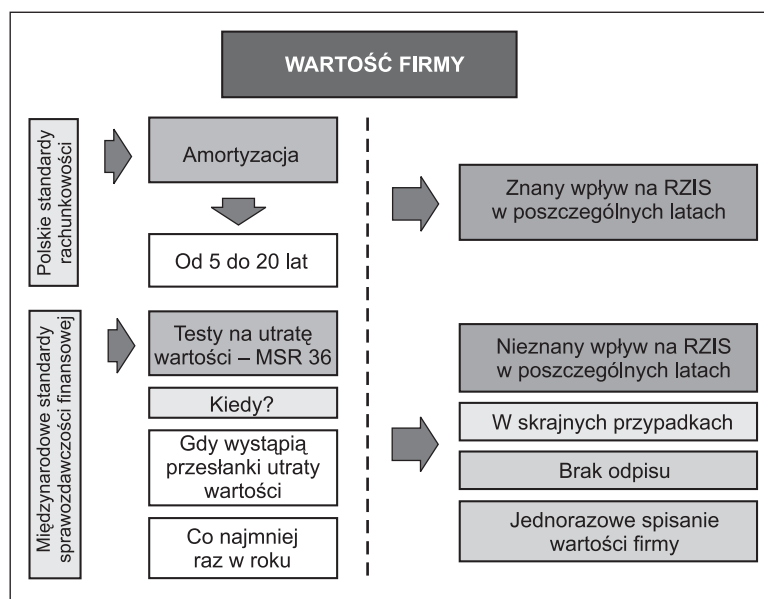 WARTOŚĆ FIRMY
Polskie standardy
rachunkowości
Amortyzacja
Od 5 do 20 lat
Znany wpływ na RZIS
w poszczególnych latach
Międzynarodowe standardy
sprawozdawczości finansowej
Testy na utratę
wartości – MSR 36
Kiedy?
Gdy wystąpią
przesłanki utraty
wartości
Co najmniej
raz w roku
Nieznany wpływ na RZIS
w poszczególnych latach
W skrajnych przypadkach
Brak odpisu
Jednorazowe spisanie
wartości firmy